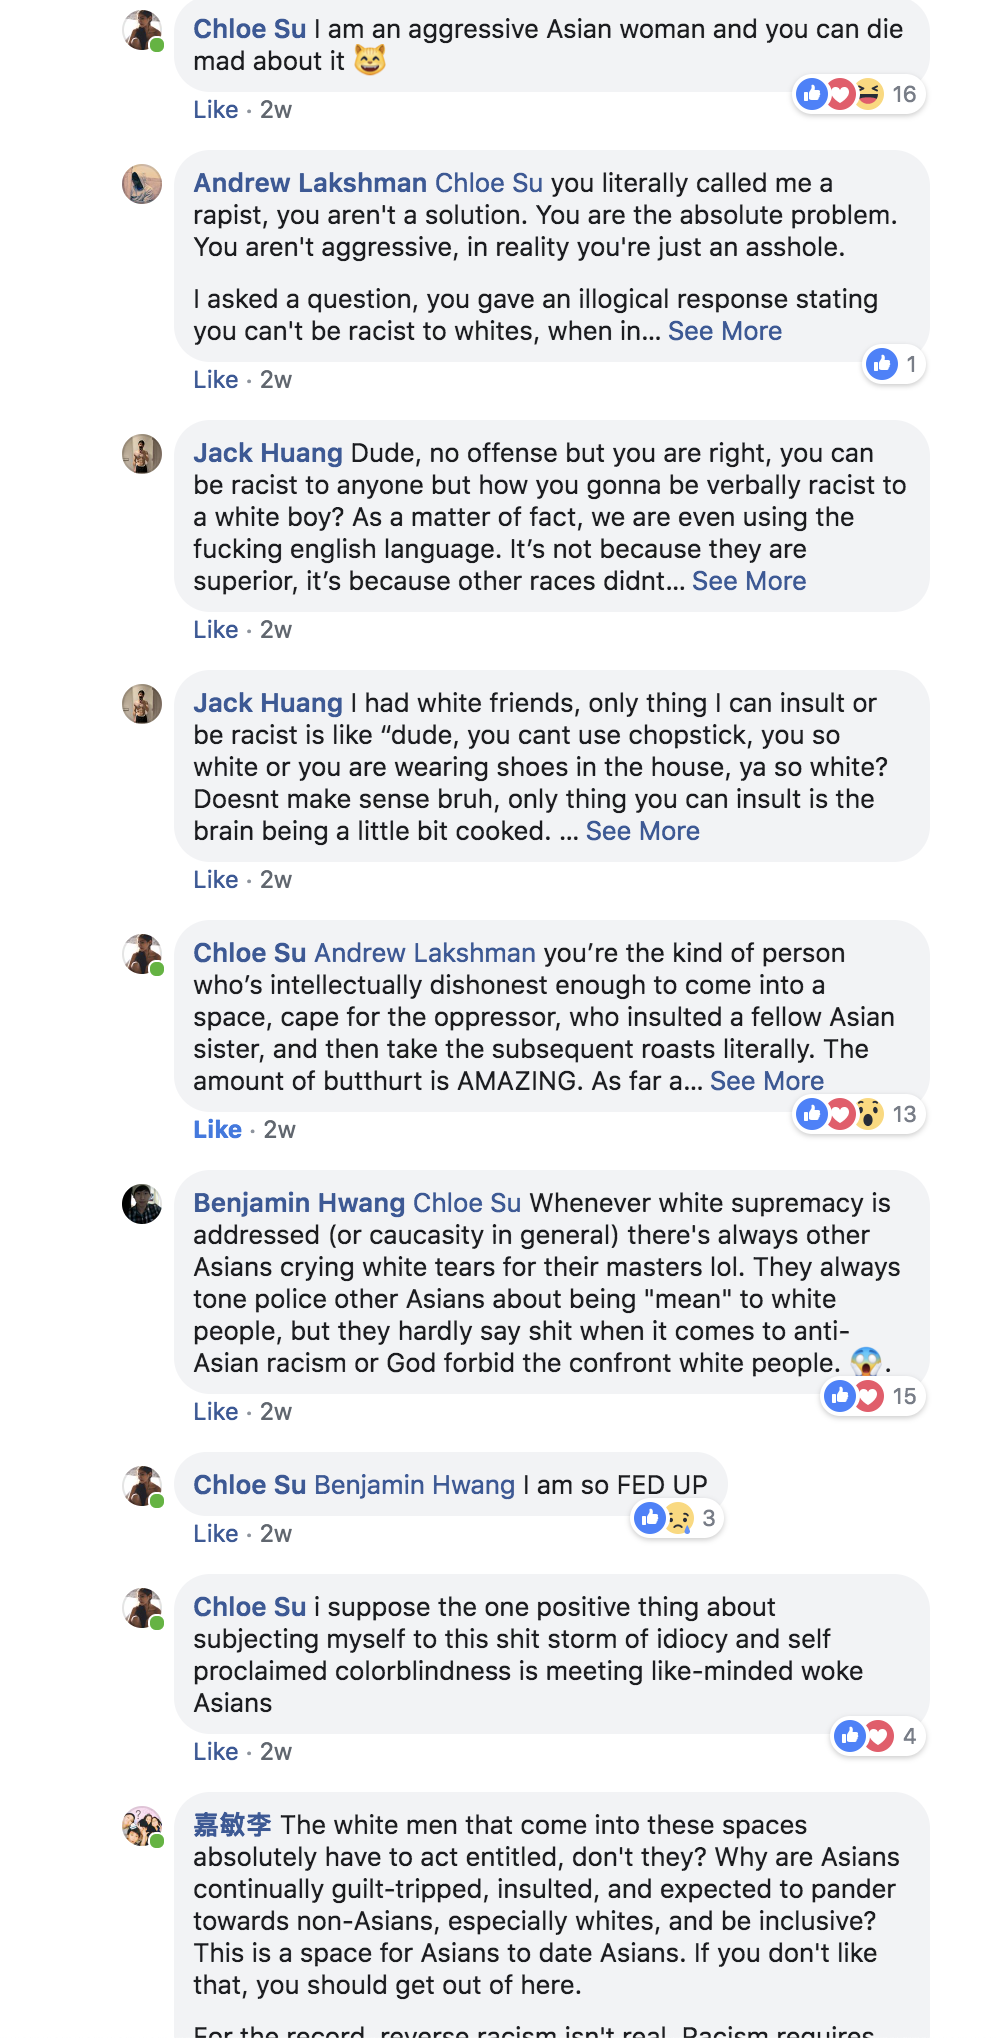 Chloe Su I am an aggressive Asian woman and you can die
mad about it 😸
16
Like · 2w
Andrew Lakshman Chloe Su you literally called me a
rapist, you aren't a solution. You are the absolute problem.
You aren't aggressive, in reality you're just an asshole.
I asked a question, you gave an illogical response stating
you can't be racist to whites, when in... See More
1
Like · 2w
Jack Huang Dude, no offense but you are right, you can
be racist to anyone but how you gonna be verbally racist to
a white boy? As a matter of fact, we are even using the
fucking english language. It’s not because they are
superior, it’s because other races didnt... See More
Like · 2w
Jack Huang I had white friends, only thing I can insult or
be racist is like “dude, you cant use chopstick, you so
white or you are wearing shoes in the house, ya so white?
Doesnt make sense bruh, only thing you can insult is the
brain being a little bit cooked. ... See More
Like · 2w
Chloe Su Andrew Lakshman you’re the kind of person
who’s intellectually dishonest enough to come into a
space, cape for the oppressor, who insulted a fellow Asian
sister, and then take the subsequent roasts literally. The
amount of butthurt is AMAZING. As far a... See More
13
Like · 2w
Benjamin Hwang Chloe Su Whenever white supremacy is
addressed (or caucasity in general) there's always other
Asians crying white tears for their masters lol. They always
tone police other Asians about being "mean" to white
people, but they hardly say shit when it comes to anti-
Asian racism or God forbid the confront white people. 😱.
15
Like · 2w
Chloe Su Benjamin Hwang I am so FED UP
3
Like · 2w
Chloe Su i suppose the one positive thing about
subjecting myself to this shit storm of idiocy and self
proclaimed colorblindness is meeting like-minded woke
Asians
4
Like · 2w
嘉敏李 The white men that come into these spaces
absolutely have to act entitled, don't they? Why are Asians
continually guilt-tripped, insulted, and expected to pander
towards non-Asians, especially whites, and be inclusive?
This is a space for Asians to date Asians. If you don't like
that, you should get out of here.
For the record, reverse racism isn't real. Racism requires